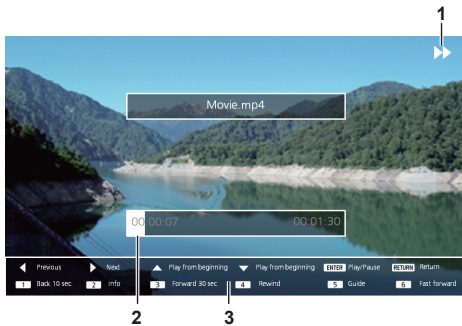 1
Movie.mp4
00:00:07 00:01:30
Previous Next Play from beginning Play from beginning ENTER Play/Pause RETURN Return
1 Back 10 sec 2 Info 3 Forward 30 sec 4 Rewind 5 Guide 6 Fast forward
2 3